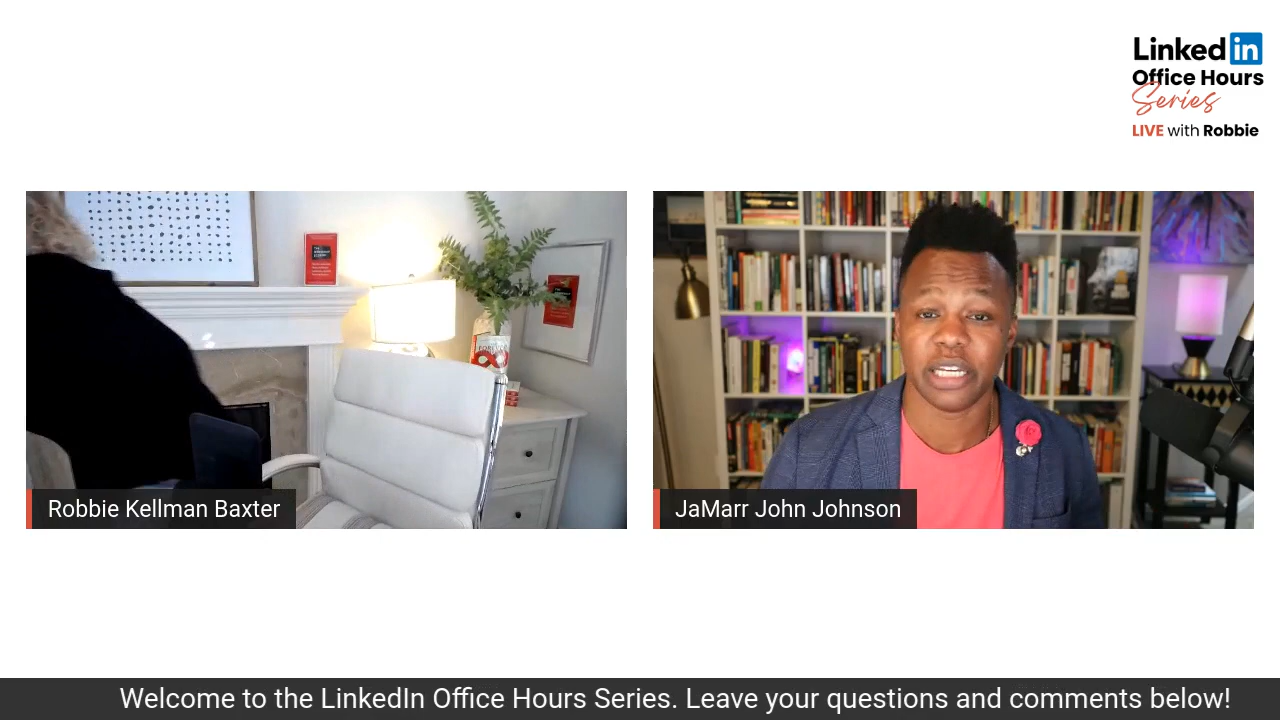 Linked in
Office Hours
Series
LIVE with Robbie
Robbie Kellman Baxter
JaMarr John Johnson
Welcome to the LinkedIn Office Hours Series. Leave your questions and comments below!